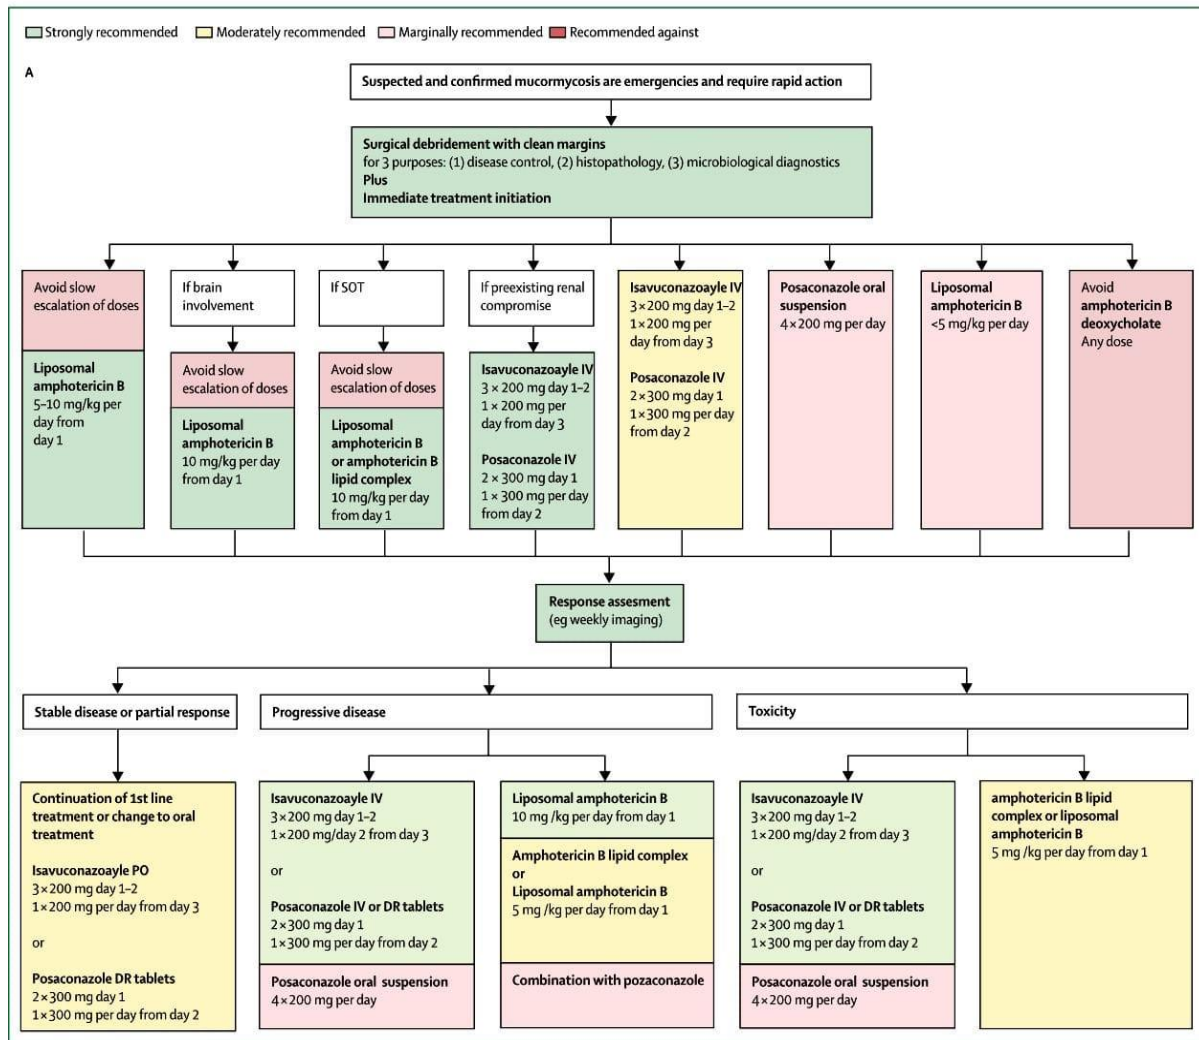 Strongly recommended
Moderately recommended
Marginally recommended
Recommended against
A
Suspected and confirmed mucormycosis are emergencies and require rapid action
Surgical debridement with clean margins
for 3 purposes: (1) disease control, (2) histopathology, (3) microbiological diagnostics
Plus
Immediate treatment initiation
Avoid slow
escalation of doses
Liposomal
amphotericin B
5–10 mg/kg per
day from
day 1
If brain
involvement
Avoid slow
escalation of doses
Liposomal
amphotericin B
10 mg/kg per day
from day 1
If SOT
Avoid slow
escalation of doses
Liposomal
amphotericin B
or amphotericin B
lipid complex
10 mg/kg per day
from day 1
If preexisting renal
compromise
Isavuconazoayle IV
3 × 200 mg day 1–2
1 × 200 mg per
day from day 3
Posaconazole IV
2 × 300 mg day 1
1 × 300 mg per day
from day 2
Isavuconazoayle IV
3×200 mg day 1–2
1×200 mg per
day from day 3
Posaconazole IV
2×300 mg day 1
1×300 mg per day
from day 2
Posaconazole oral
suspension
4×200 mg per day
Liposomal
amphotericin B
<5 mg/kg per day
Avoid
amphotericin B
deoxycholate
Any dose
Response assesment
(eg weekly imaging)
Stable disease or partial response
Progressive disease
Toxicity
Continuation of 1st line
treatment or change to oral
treatment
Isavuconazoayle PO
3×200 mg day 1–2
1×200 mg per day from day 3
or
Posaconazole DR tablets
2×300 mg day 1
1×300 mg per day from day 2
Isavuconazoayle IV
3×200 mg day 1–2
1×200 mg/day 2 from day 3
or
Posaconazole IV or DR tablets
2×300 mg day 1
1×300 mg per day from day 2
Posaconazole oral suspension
4×200 mg per day
Liposomal amphotericin B
10 mg /kg per day from day 1
Amphotericin B lipid complex
or
Liposomal amphotericin B
5 mg /kg per day from day 1
Combination with pozaconazole
Isavuconazoayle IV
3×200 mg day 1–2
1×200 mg/day 2 from day 3
or
Posaconazole IV or DR tablets
2×300 mg day 1
1×300 mg per day from day 2
Posaconazole oral suspension
4×200 mg per day
amphotericin B lipid
complex or liposomal
amphotericin B
5 mg /kg per day from day 1